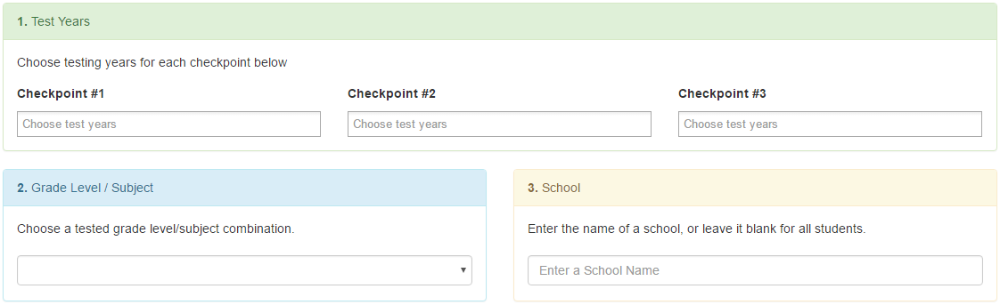 1. Test Years
Choose testing years for each checkpoint below
Checkpoint #1 Checkpoint #2 Checkpoint #3
Choose test years Choose test years Choose test years
2. Grade Level / Subject 3. School
Choose a tested grade level/subject combination. Enter the name of a school, or leave it blank for all students.
Enter a School Name